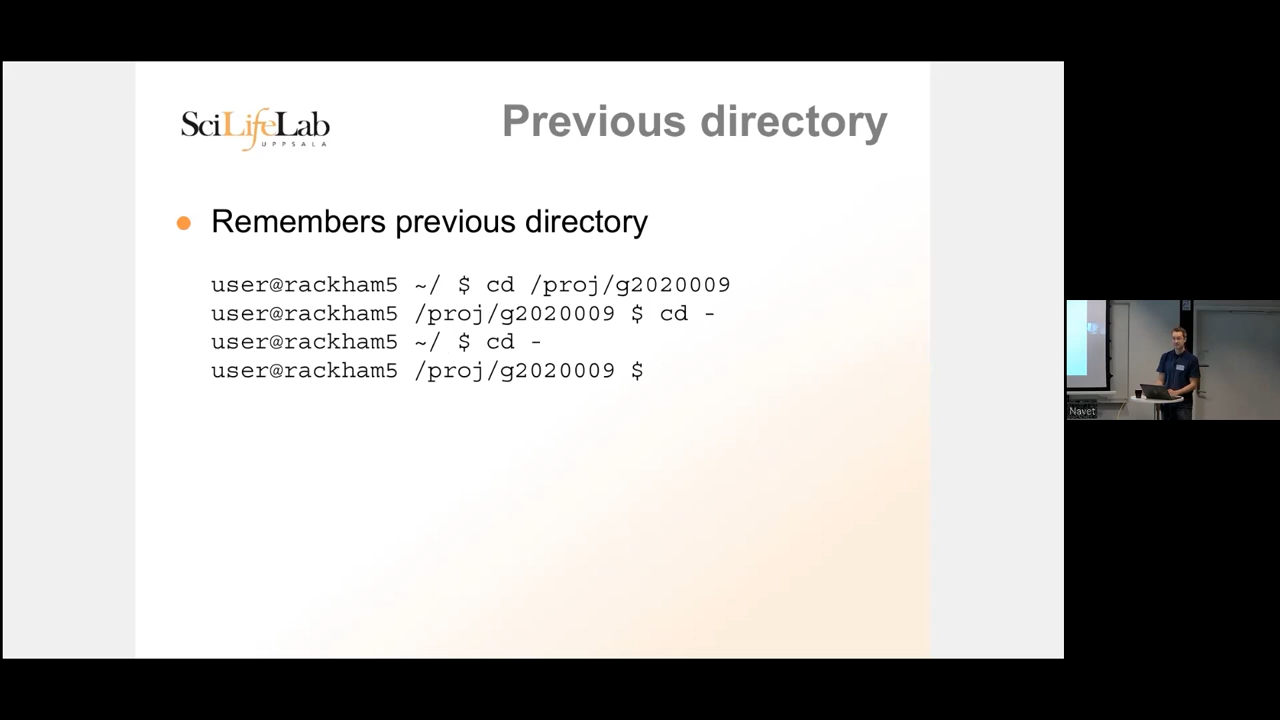 SciLifeLab
UPPSALA
Previous directory
Remembers previous directory
user@rackham5 ~/ $ cd /proj/g2020009
user@rackham5 /proj/g2020009 $ cd -
user@rackham5 ~/ $ cd -
user@rackham5 /proj/g2020009 $
Navet